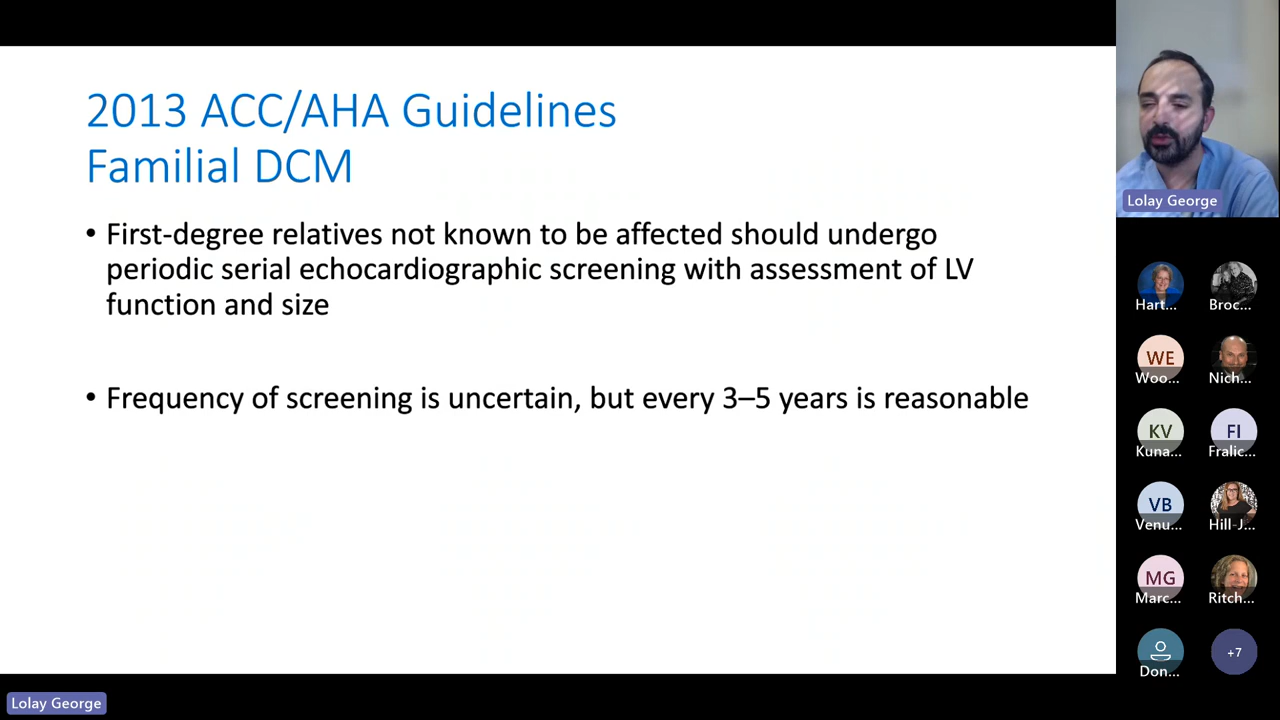 2013 ACC/AHA Guidelines
Familial DCM
• First-degree relatives not known to be affected should undergo
periodic serial echocardiographic screening with assessment of LV
function and size
• Frequency of screening is uncertain, but every 3–5 years is reasonable
Lolay George
Hart...
Broc...
WE
Woo...
Nich...
KV
Kuna...
FI
Fralic...
VB
Venu...
Hill-J...
MG
Marc...
Ritch...
Don...
+7
Lolay George